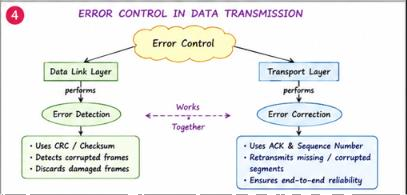 4
ERROR CONTROL IN DATA TRANSMISSION
Error Control
Data Link Layer
performs
Error Detection
• Uses CRC / Checksum
• Detects corrupted frames
• Discards damaged frames
Works
Together
Transport Layer
performs
Error Correction
• Uses ACK & Sequence Number
• Retransmits missing / corrupted
segments
• Ensures end-to-end reliability